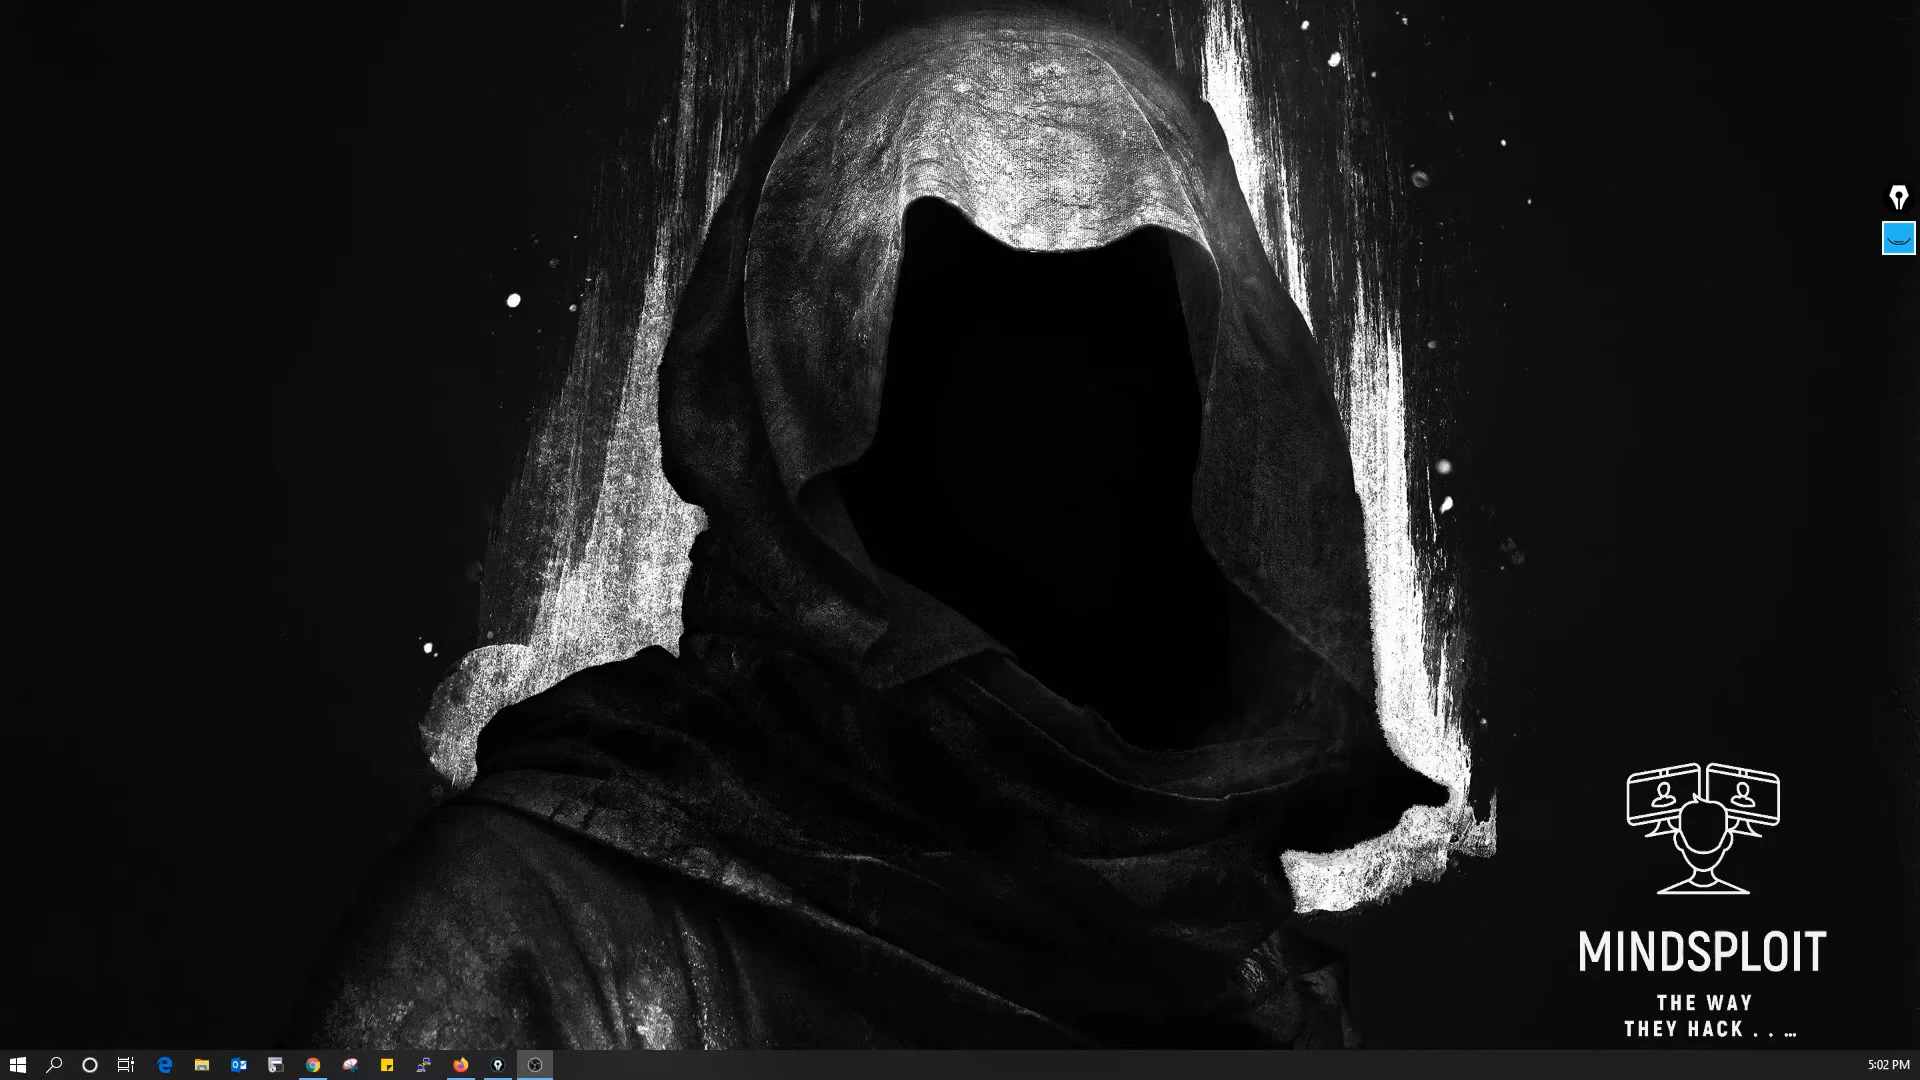 MINDSPLOIT
THE WAY
THEY HACK . . ...
5:02 PM